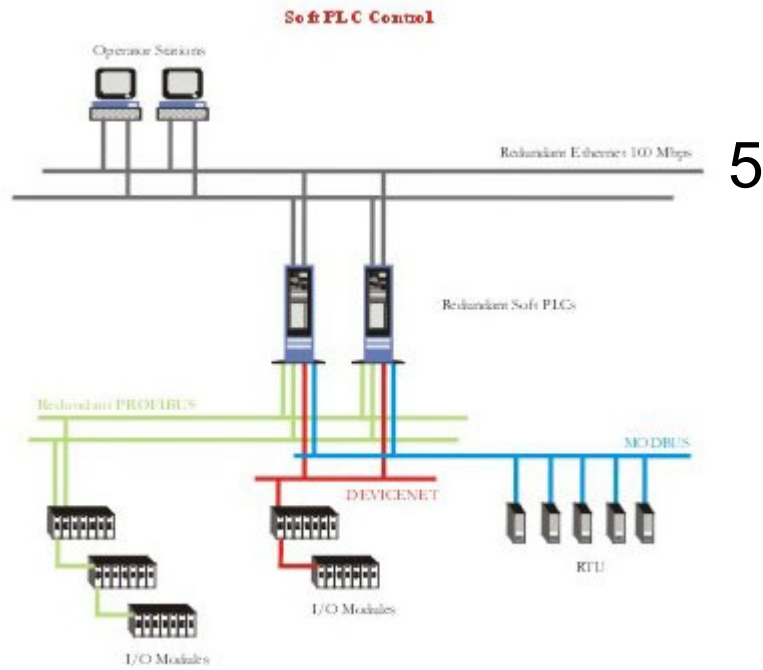 Soft PLC Control
Operator Stations
Redundant Ethernet 100 Mbps
5
Redundant Soft PLCs
Redundant PROFIBUS
MODBUS
DEVICENET
RTU
I/O Modules
I/O Modules